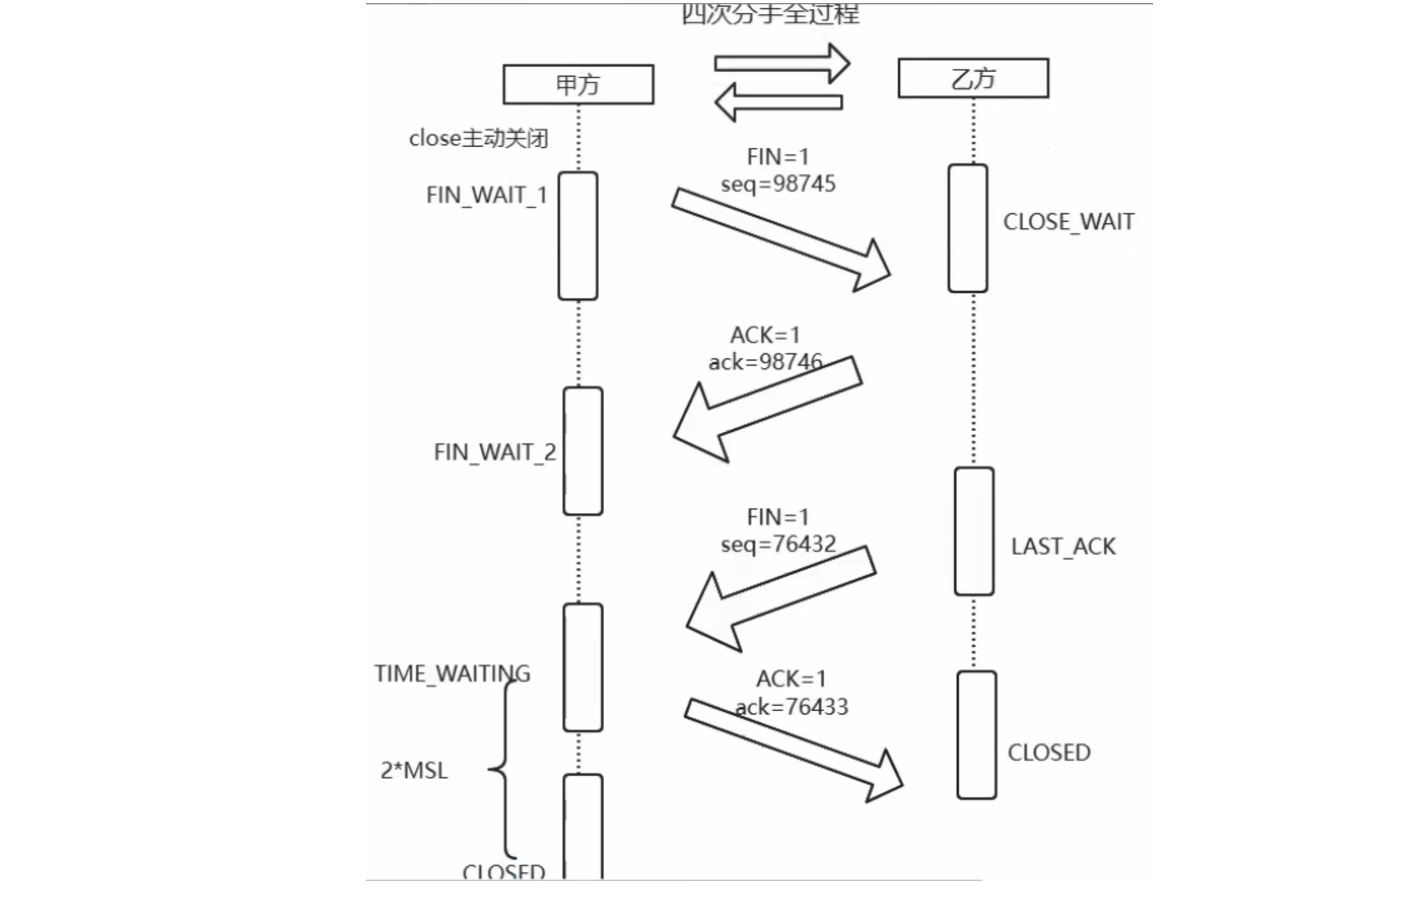 四次分手全过程
甲方
乙方
close主动关闭
FIN=1
seq=98745
FIN_WAIT_1
CLOSE_WAIT
ACK=1
ack=98746
FIN_WAIT_2
FIN=1
seq=76432
LAST_ACK
TIME_WAITING
ACK=1
ack=76433
2*MSL
CLOSED
CLOSED